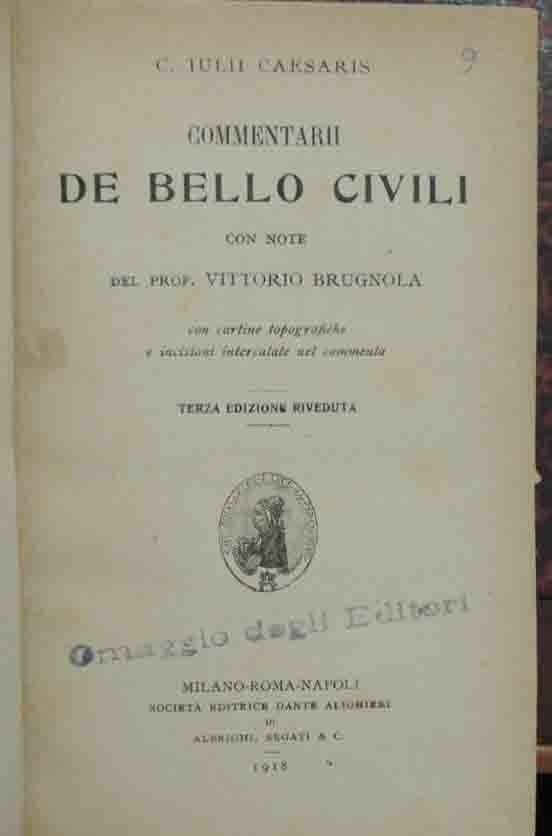 9
C. IULII CAESARIS
COMMENTARII
DE BELLO CIVILI
CON NOTE
DEL PROF. VITTORIO BRUGNOLA
con cartine topografiche
e incisioni intercalate nel commento
TERZA EDIZIONE RIVEDUTA
Omaggio degli Editori
MILANO-ROMA-NAPOLI
SOCIETÀ EDITRICE DANTE ALIGHIERI
DI
ALBRIGHI, SEGATI & C.
1918